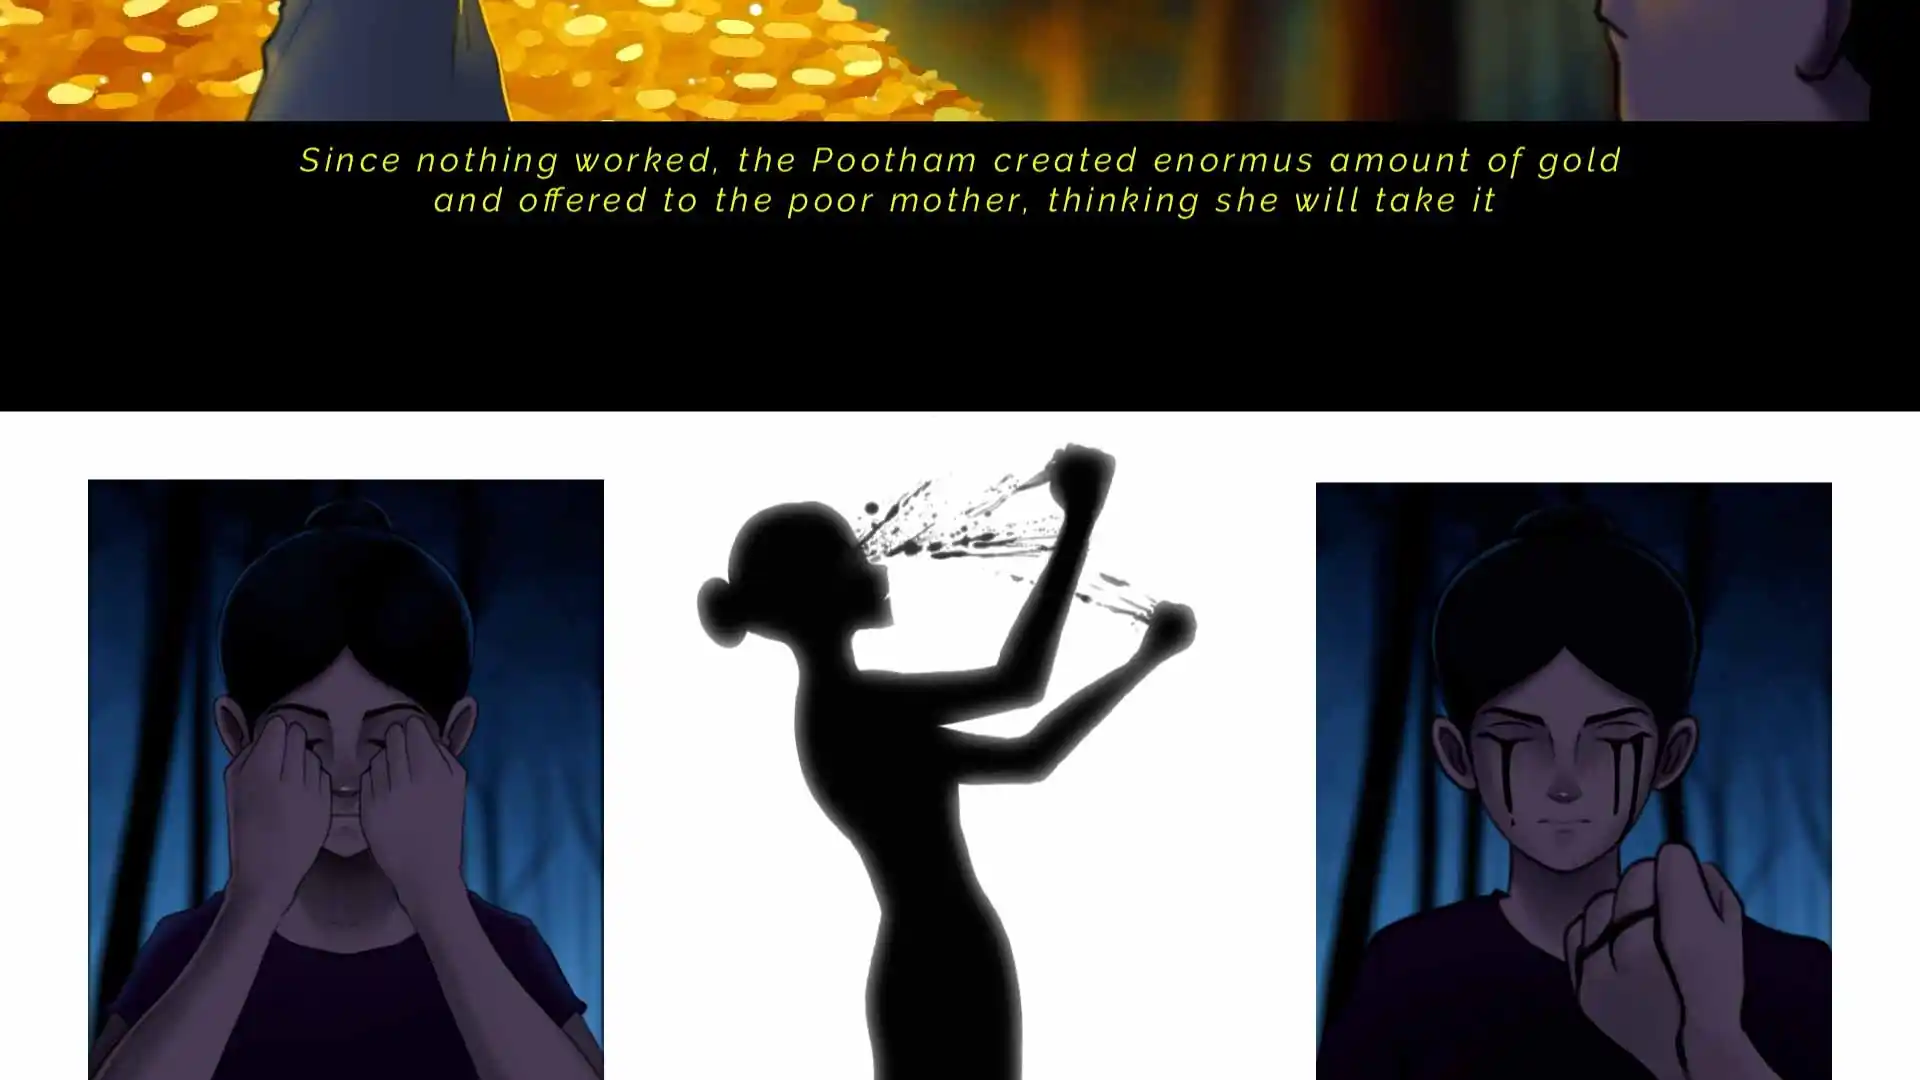 Since nothing worked, the Pootham created enormus amount of gold
and offered to the poor mother, thinking she will take it